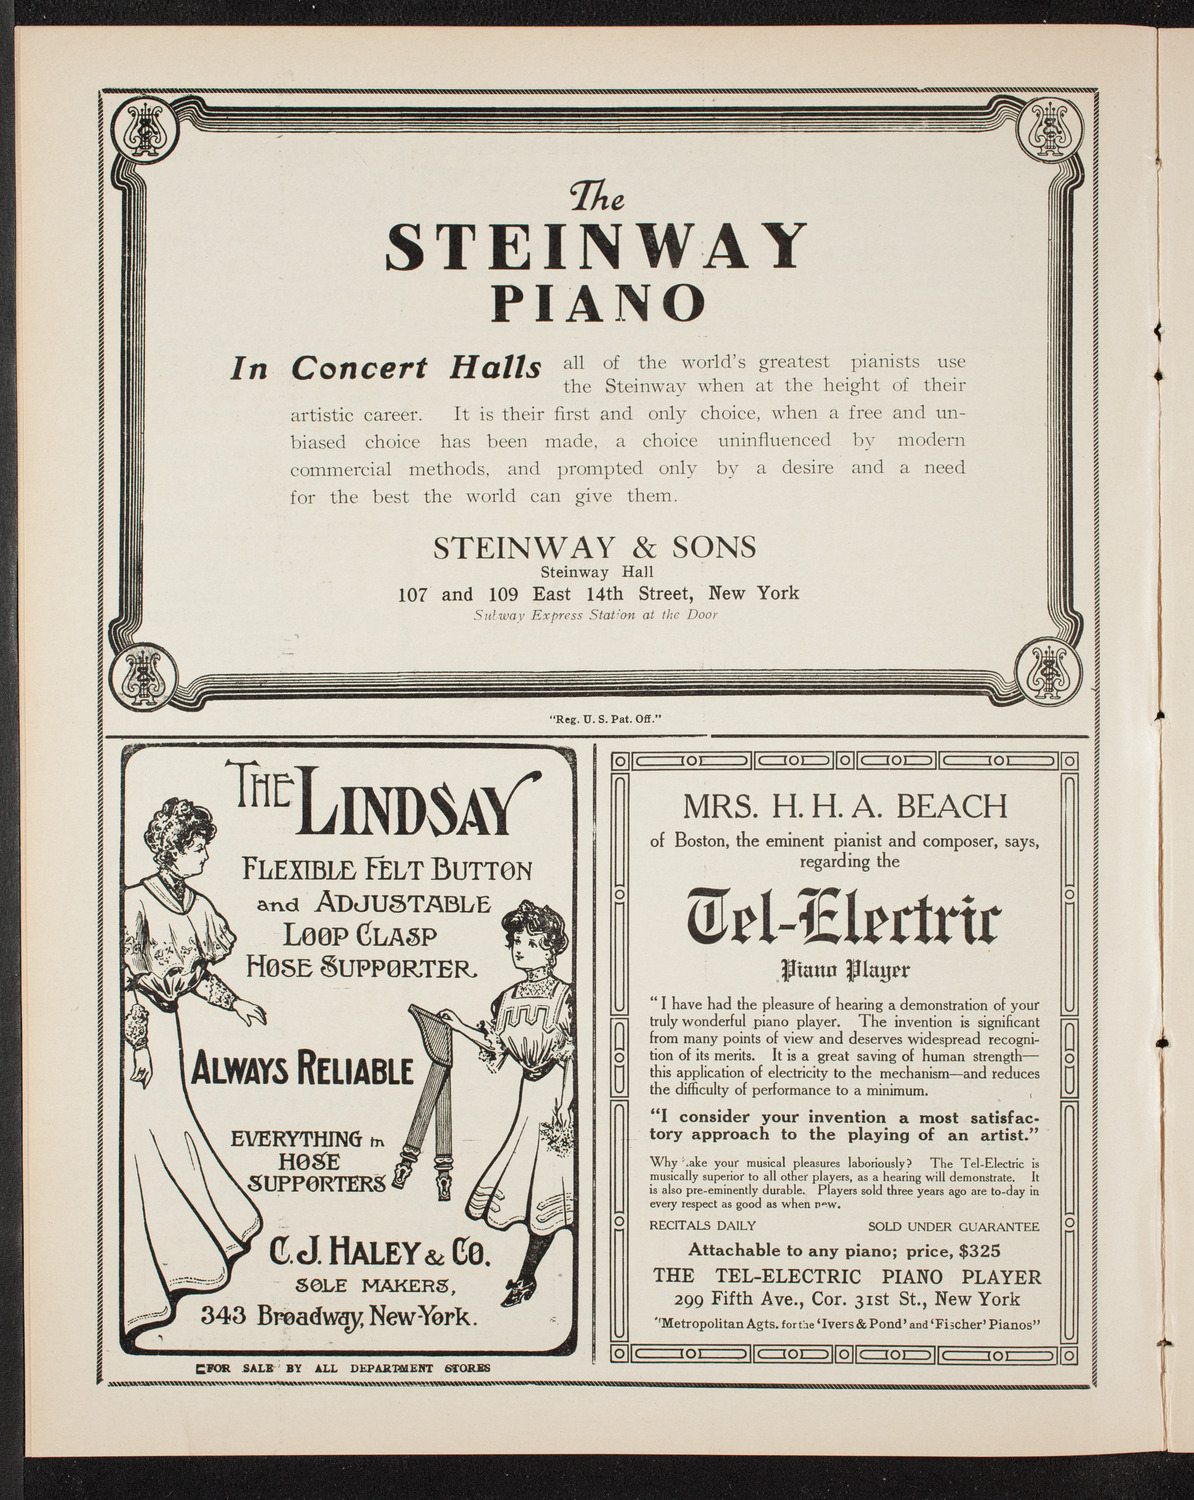 The
STEINWAY
PIANO
In Concert Halls all of the world's greatest pianists use
the Steinway when at the height of their
artistic career. It is their first and only choice, when a free and un-
biased choice has been made, a choice uninfluenced by modern
commercial methods, and prompted only by a desire and a need
for the best the world can give them.
STEINWAY & SONS
Steinway Hall
107 and 109 East 14th Street, New York
Subway Express Station at the Door
"Reg. U. S. Pat. Off."
THE LINDSAY
FLEXIBLE FELT BUTTON
and ADJUSTABLE
LOOP CLASP
HOSE SUPPORTER.
ALWAYS RELIABLE
EVERYTHING in
HOSE
SUPPORTERS
C. J. HALEY & CO.
SOLE MAKERS,
343 Broadway, New-York.
FOR SALE BY ALL DEPARTMENT STORES
MRS. H. H. A. BEACH
of Boston, the eminent pianist and composer, says,
regarding the
Tel-Electric
Piano Player
"I have had the pleasure of hearing a demonstration of your
truly wonderful piano player. The invention is significant
from many points of view and deserves widespread recogni-
tion of its merits. It is a great saving of human strength—
this application of electricity to the mechanism—and reduces
the difficulty of performance to a minimum.
"I consider your invention a most satisfac-
tory approach to the playing of an artist."
Why take your musical pleasures laboriously? The Tel-Electric is
musically superior to all other players, as a hearing will demonstrate. It
is also pre-eminently durable. Players sold three years ago are to-day in
every respect as good as when new.
RECITALS DAILY SOLD UNDER GUARANTEE
Attachable to any piano; price, $325
THE TEL-ELECTRIC PIANO PLAYER
299 Fifth Ave., Cor. 31st St., New York
"Metropolitan Agts. for the 'Ivers & Pond' and 'Fischer' Pianos"